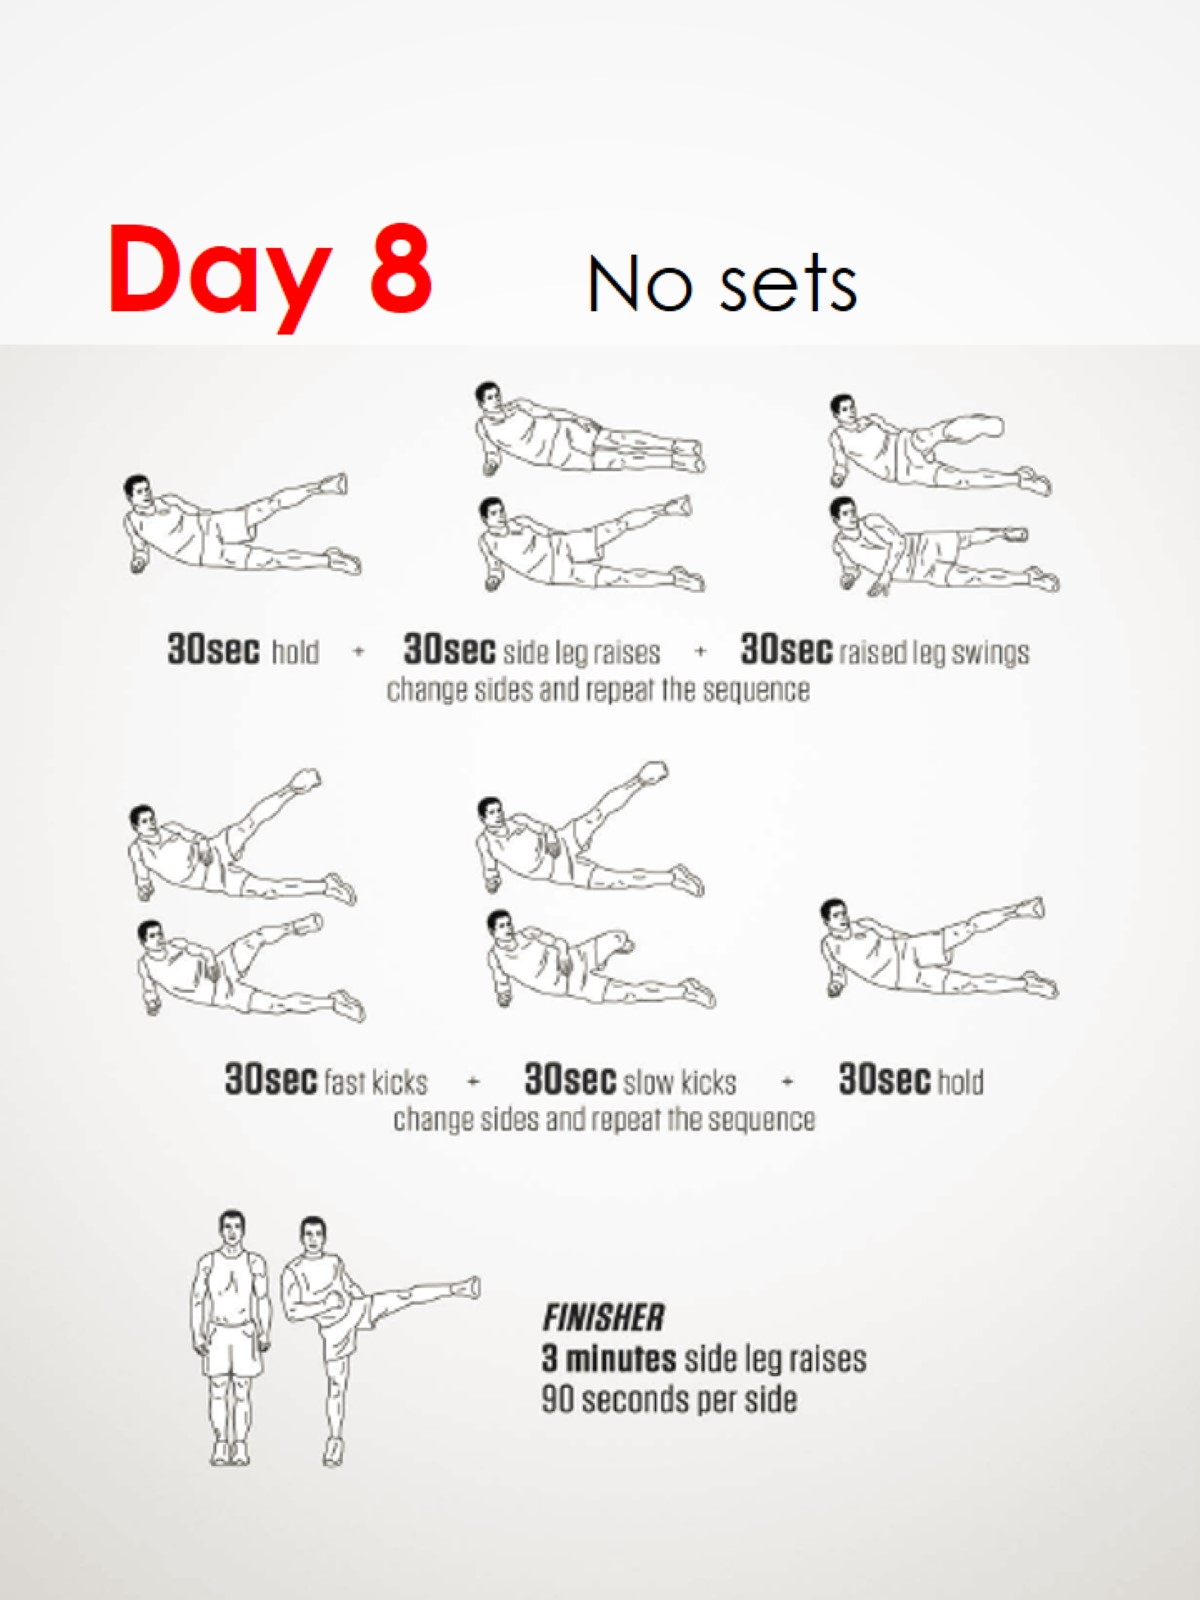 Day 8 No sets
30sec hold + 30sec side leg raises + 30sec raised leg swings
change sides and repeat the sequence
30sec fast kicks + 30sec slow kicks + 30sec hold
change sides and repeat the sequence
FINISHER
3 minutes side leg raises
90 seconds per side